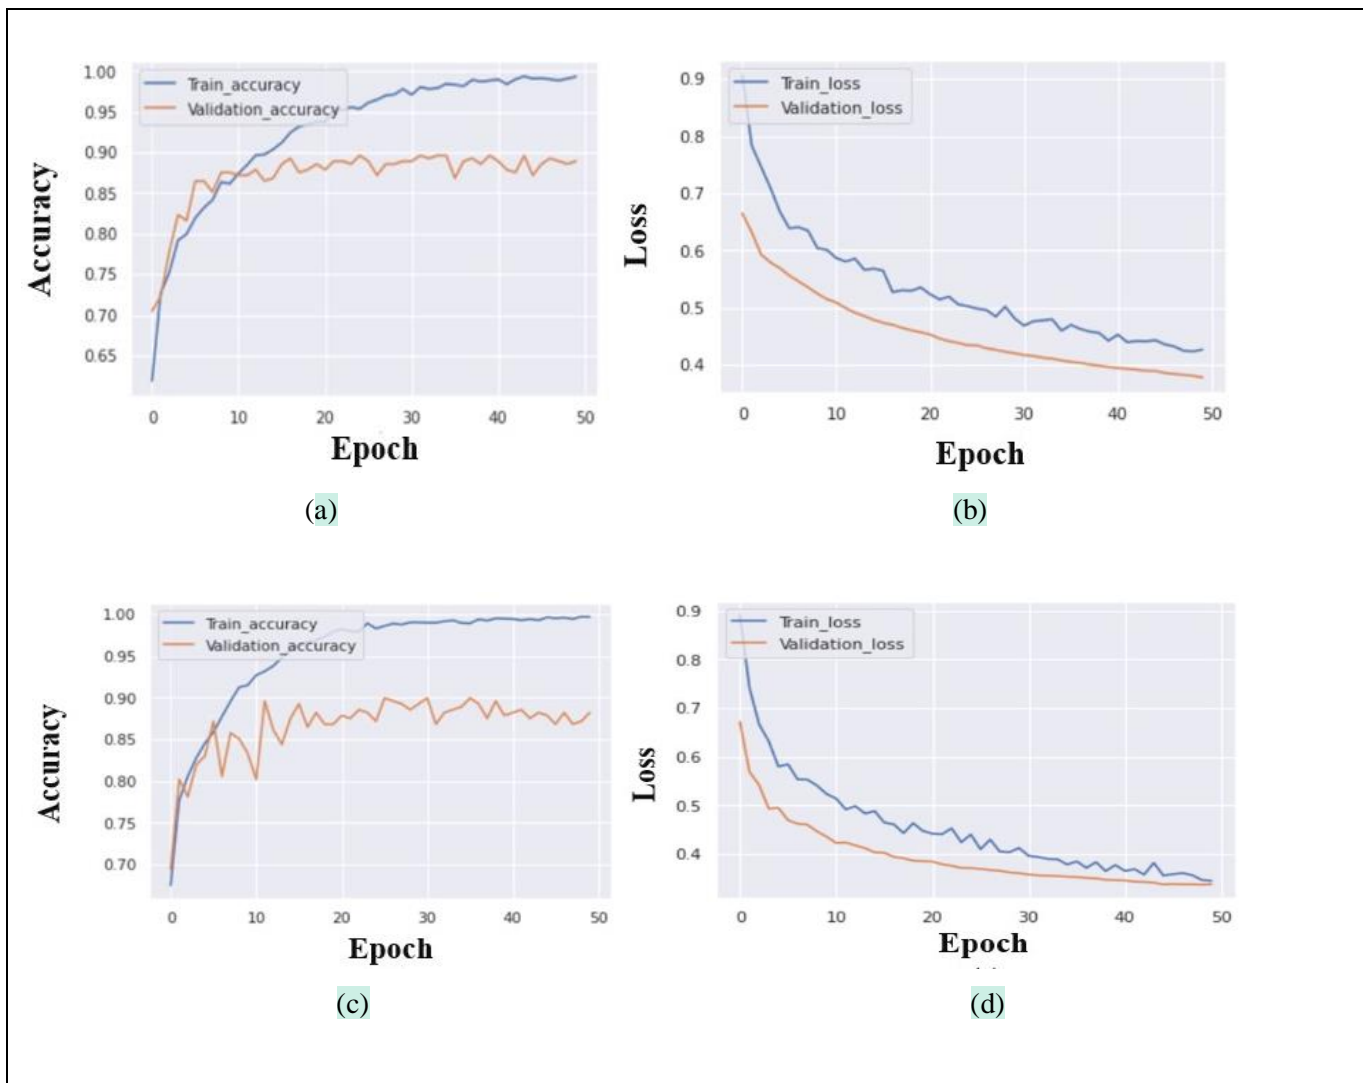 1.00
0.95
0.90
0.85
0.80
0.75
0.70
0.65
Train_accuracy
Validation_accuracy
Accuracy
0 10 20 30 40 50
Epoch
(a)
0.9
0.8
0.7
0.6
0.5
0.4
Train_loss
Validation_loss
Loss
0 10 20 30 40 50
Epoch
(b)
1.00
0.95
0.90
0.85
0.80
0.75
0.70
Train_accuracy
Validation_accuracy
Accuracy
0 10 20 30 40 50
Epoch
(c)
0.9
0.8
0.7
0.6
0.5
0.4
Train_loss
Validation_loss
Loss
0 10 20 30 40 50
Epoch
(d)